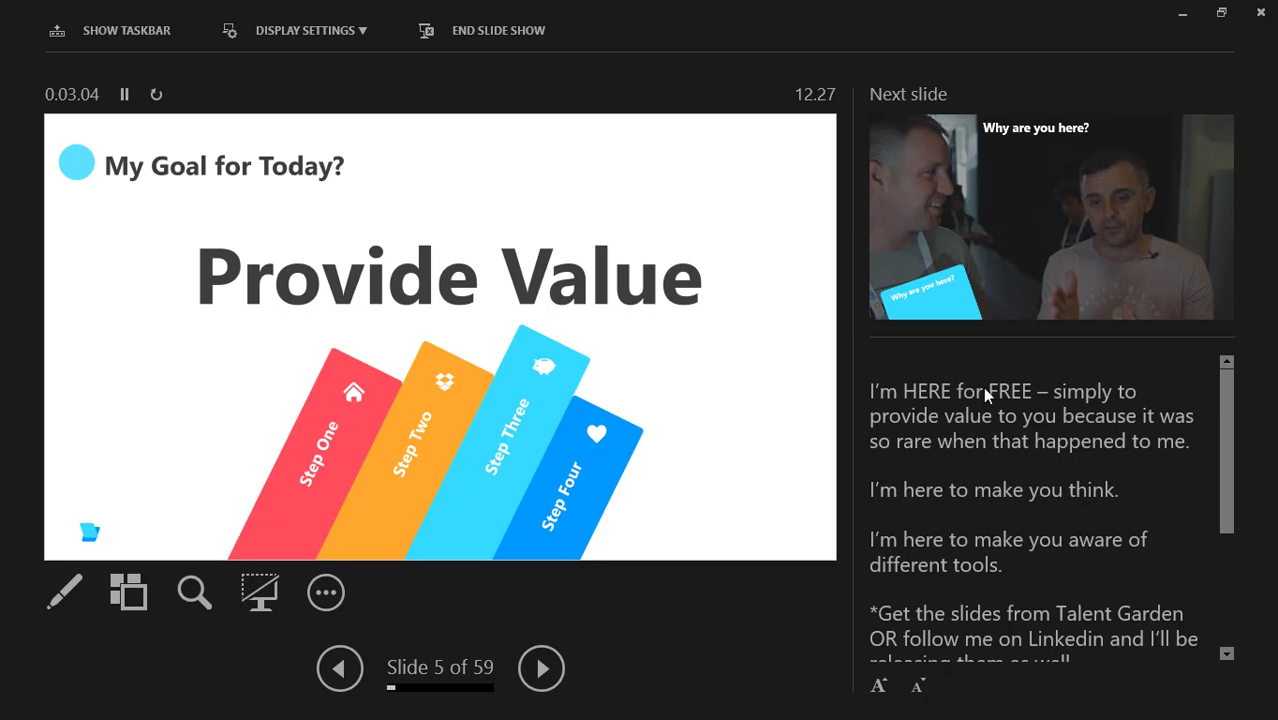 SHOW TASKBAR
DISPLAY SETTINGS ▼
END SLIDE SHOW
0.03.04
12.27
My Goal for Today?
Provide Value
Step One
Step Two
Step Three
Step Four
Slide 5 of 59
Next slide
Why are you here?
Why are you here?
I'm HERE for FREE – simply to
provide value to you because it was
so rare when that happened to me.
I'm here to make you think.
I'm here to make you aware of
different tools.
*Get the slides from Talent Garden
OR follow me on Linkedin and I'll be
releasing them as well
A
A